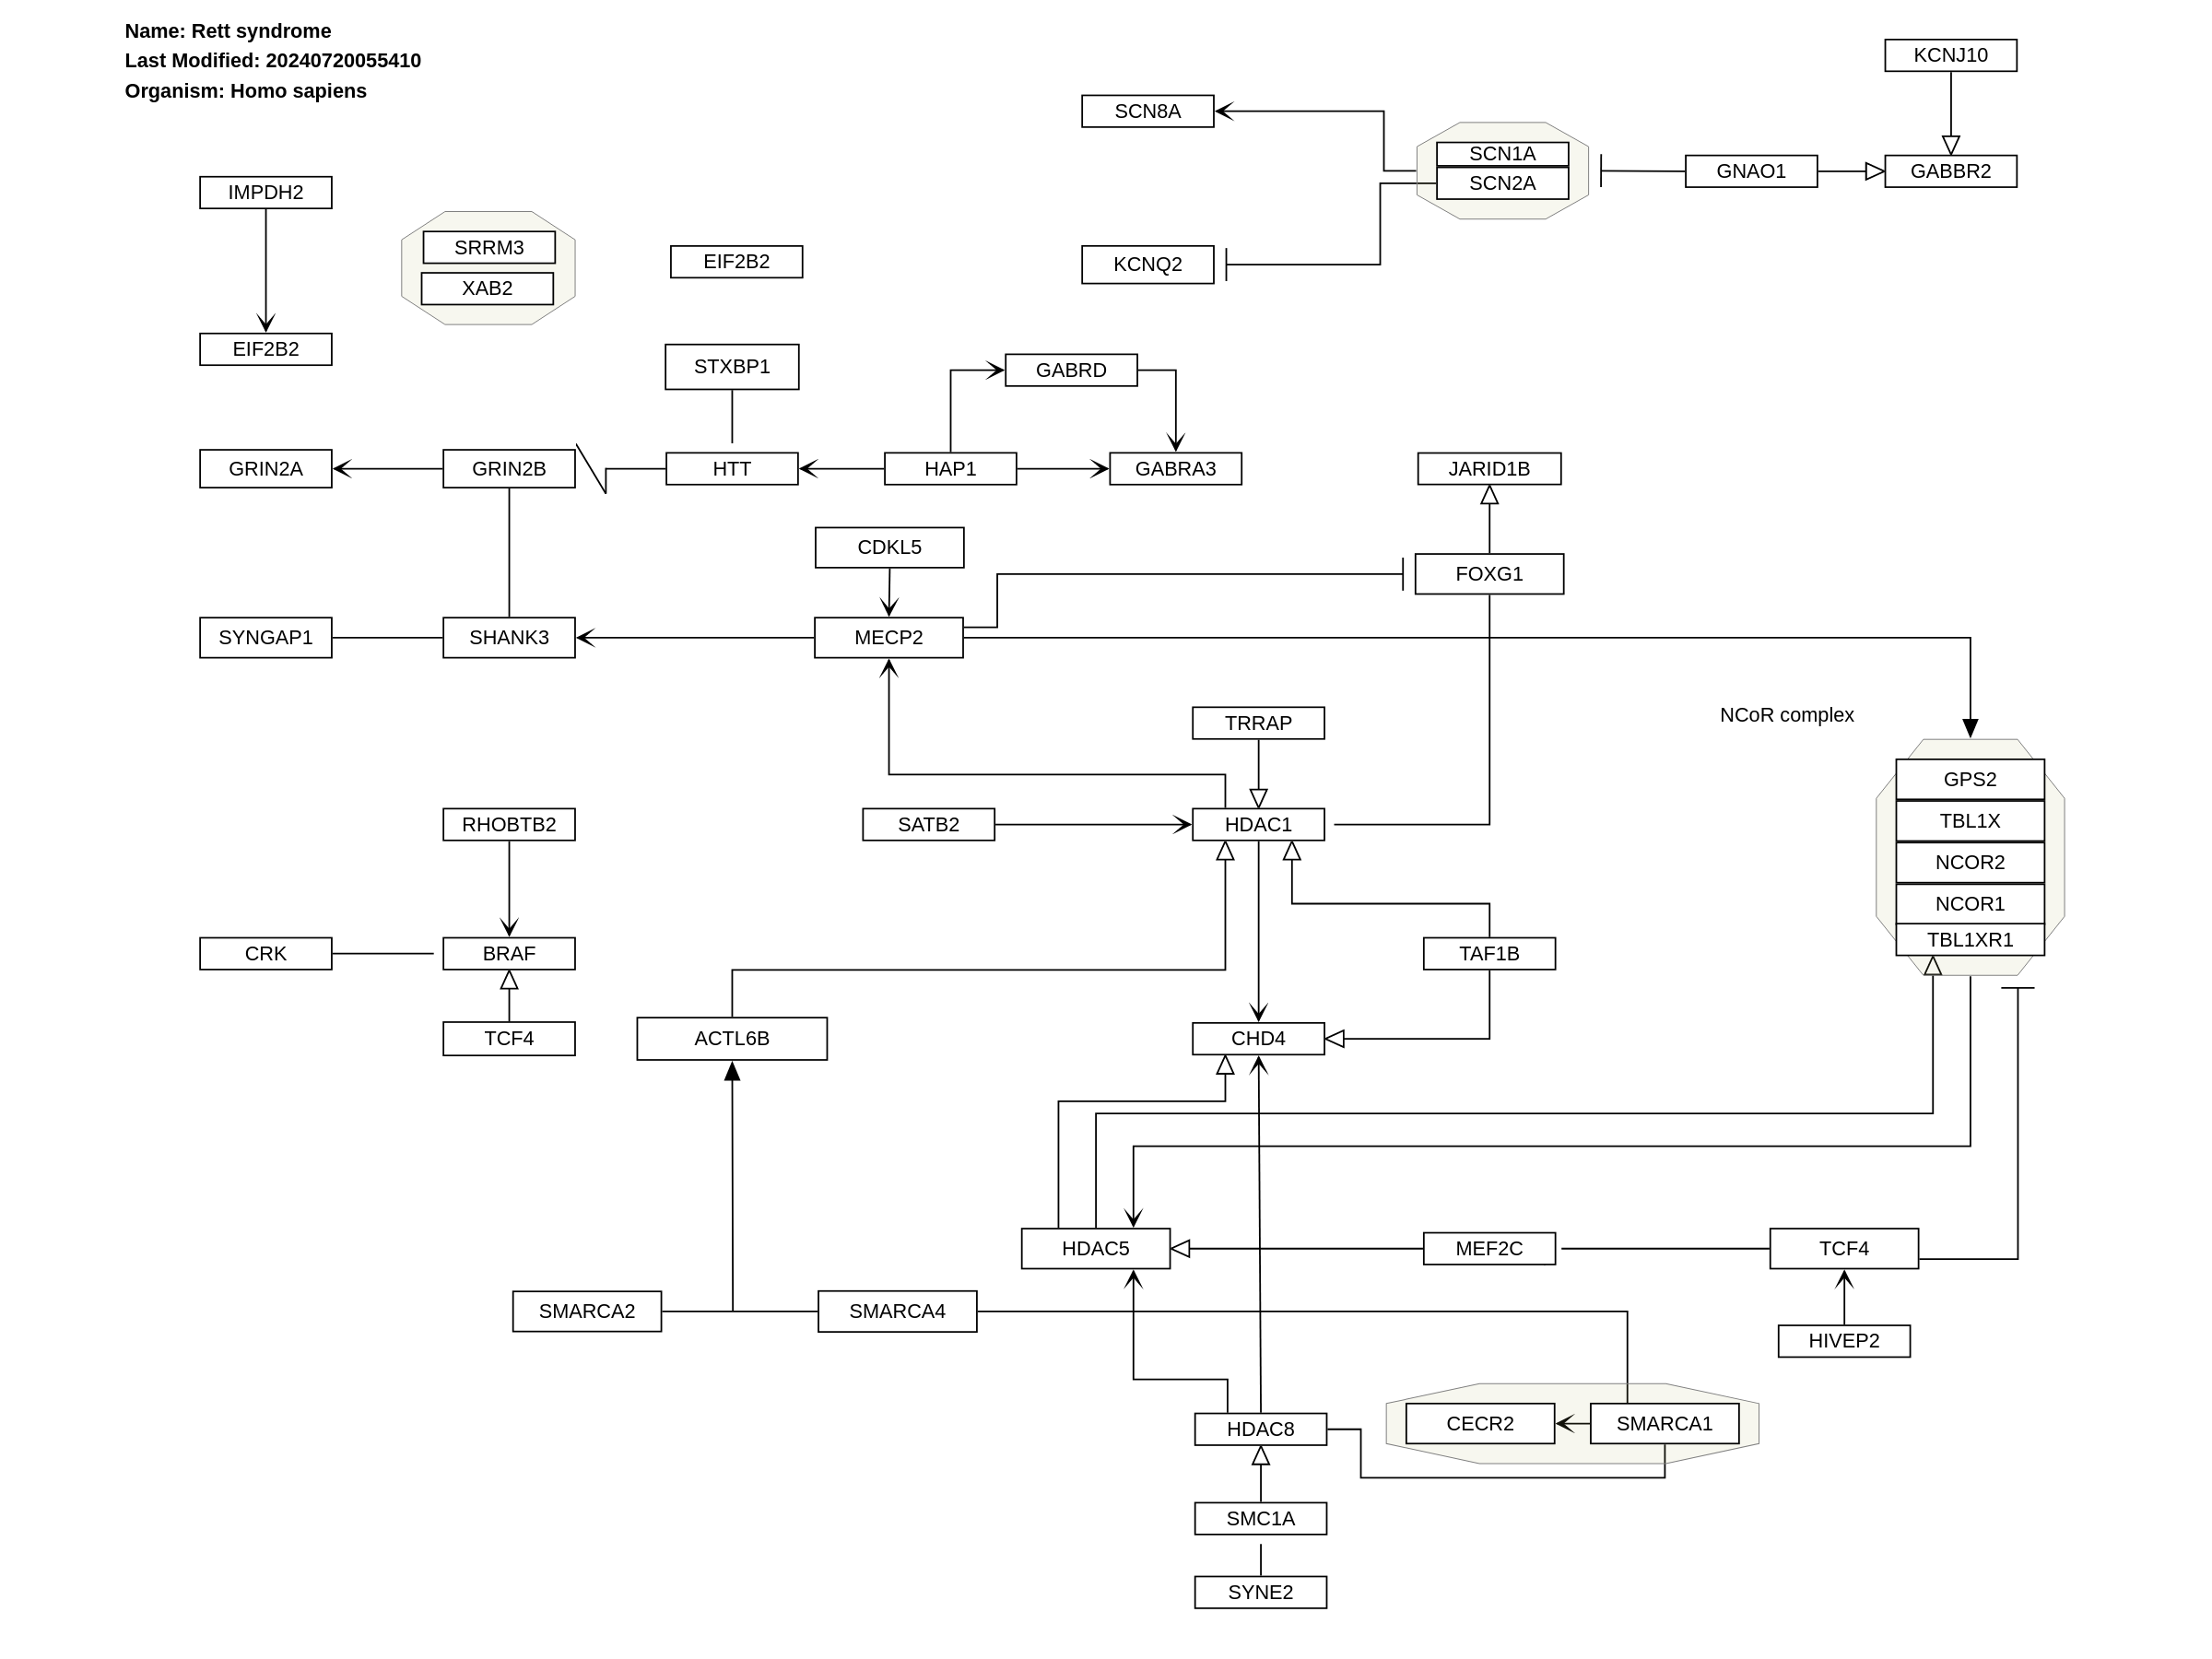 Name: Rett syndrome
Last Modified: 20240720055410
Organism: Homo sapiens
KCNJ10
SCN8A
SCN1A
SCN2A
GNAO1
GABBR2
IMPDH2
SRRM3
XAB2
EIF2B2
KCNQ2
EIF2B2
STXBP1
GABRD
GRIN2A
GRIN2B
HTT
HAP1
GABRA3
JARID1B
CDKL5
FOXG1
SYNGAP1
SHANK3
MECP2
TRRAP
NCoR complex
GPS2
TBL1X
NCOR2
NCOR1
TBL1XR1
RHOBTB2
SATB2
HDAC1
CRK
BRAF
TAF1B
TCF4
ACTL6B
CHD4
HDAC5
MEF2C
TCF4
SMARCA2
SMARCA4
HIVEP2
HDAC8
CECR2
SMARCA1
SMC1A
SYNE2